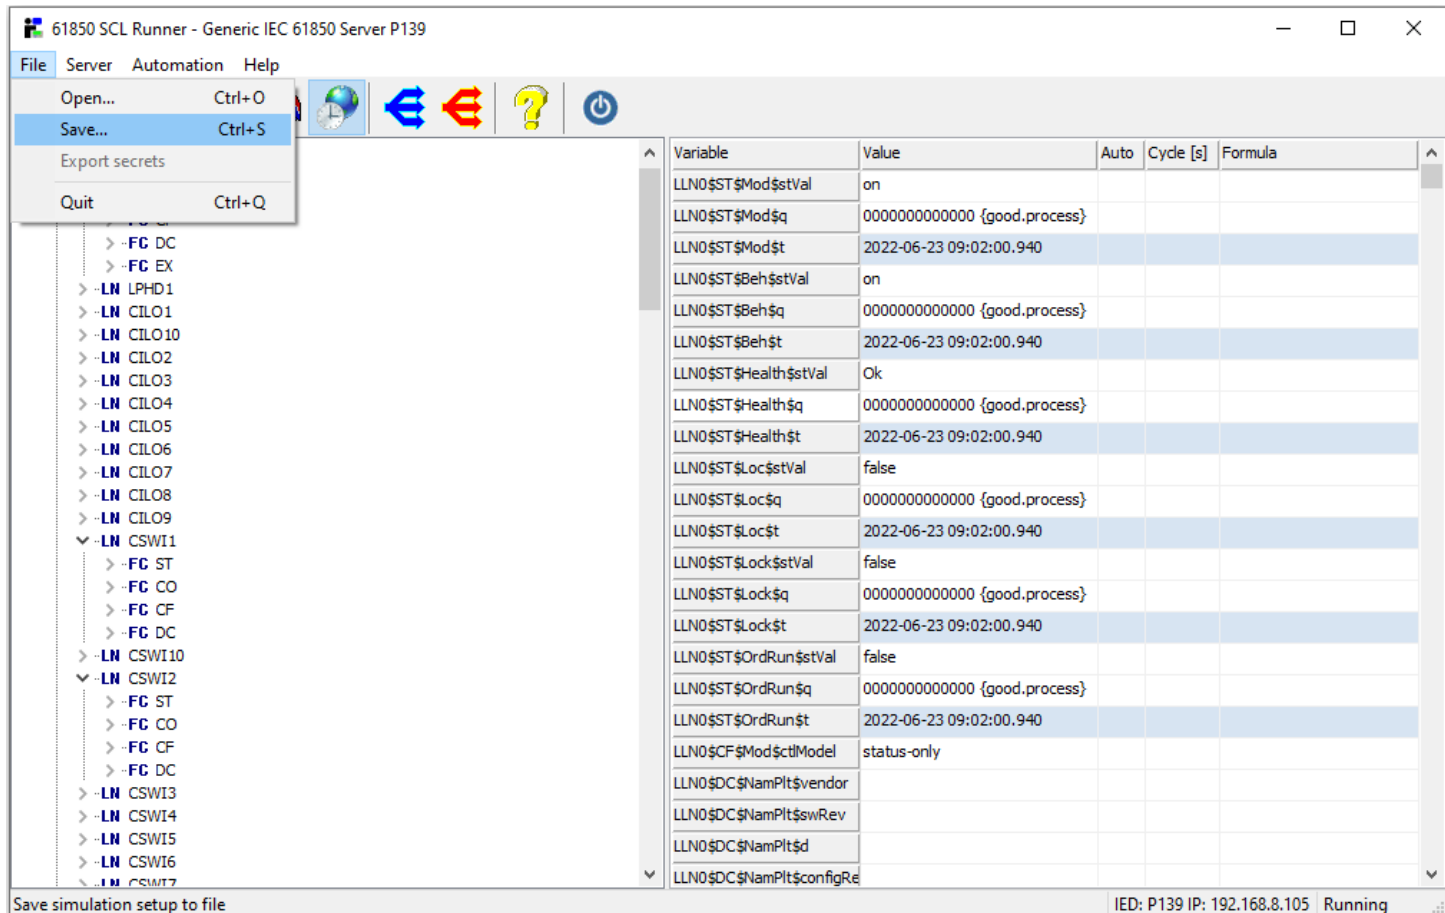 61850 SCL Runner - Generic IEC 61850 Server P139
File Server Automation Help
Open... Ctrl+O
Save... Ctrl+S
Export secrets
Quit Ctrl+Q
FC DC
FC EX
LN LPHD1
LN CILO1
LN CILO10
LN CILO2
LN CILO3
LN CILO4
LN CILO5
LN CILO6
LN CILO7
LN CILO8
LN CILO9
LN CSWI1
FC ST
FC CO
FC CF
FC DC
LN CSWI10
LN CSWI2
FC ST
FC CO
FC CF
FC DC
LN CSWI3
LN CSWI4
LN CSWI5
LN CSWI6
LN CSWI7
Variable Value Auto Cycle [s] Formula
LLN0$ST$Mod$stVal on
LLN0$ST$Mod$q 0000000000000 {good.process}
LLN0$ST$Mod$t 2022-06-23 09:02:00.940
LLN0$ST$Beh$stVal on
LLN0$ST$Beh$q 0000000000000 {good.process}
LLN0$ST$Beh$t 2022-06-23 09:02:00.940
LLN0$ST$Health$stVal Ok
LLN0$ST$Health$q 0000000000000 {good.process}
LLN0$ST$Health$t 2022-06-23 09:02:00.940
LLN0$ST$Loc$stVal false
LLN0$ST$Loc$q 0000000000000 {good.process}
LLN0$ST$Loc$t 2022-06-23 09:02:00.940
LLN0$ST$Lock$stVal false
LLN0$ST$Lock$q 0000000000000 {good.process}
LLN0$ST$Lock$t 2022-06-23 09:02:00.940
LLN0$ST$OrdRun$stVal false
LLN0$ST$OrdRun$q 0000000000000 {good.process}
LLN0$ST$OrdRun$t 2022-06-23 09:02:00.940
LLN0$CF$Mod$ctlModel status-only
LLN0$DC$NamPlt$vendor
LLN0$DC$NamPlt$swRev
LLN0$DC$NamPlt$d
LLN0$DC$NamPlt$configRe
Save simulation setup to file IED: P139 IP: 192.168.8.105 Running